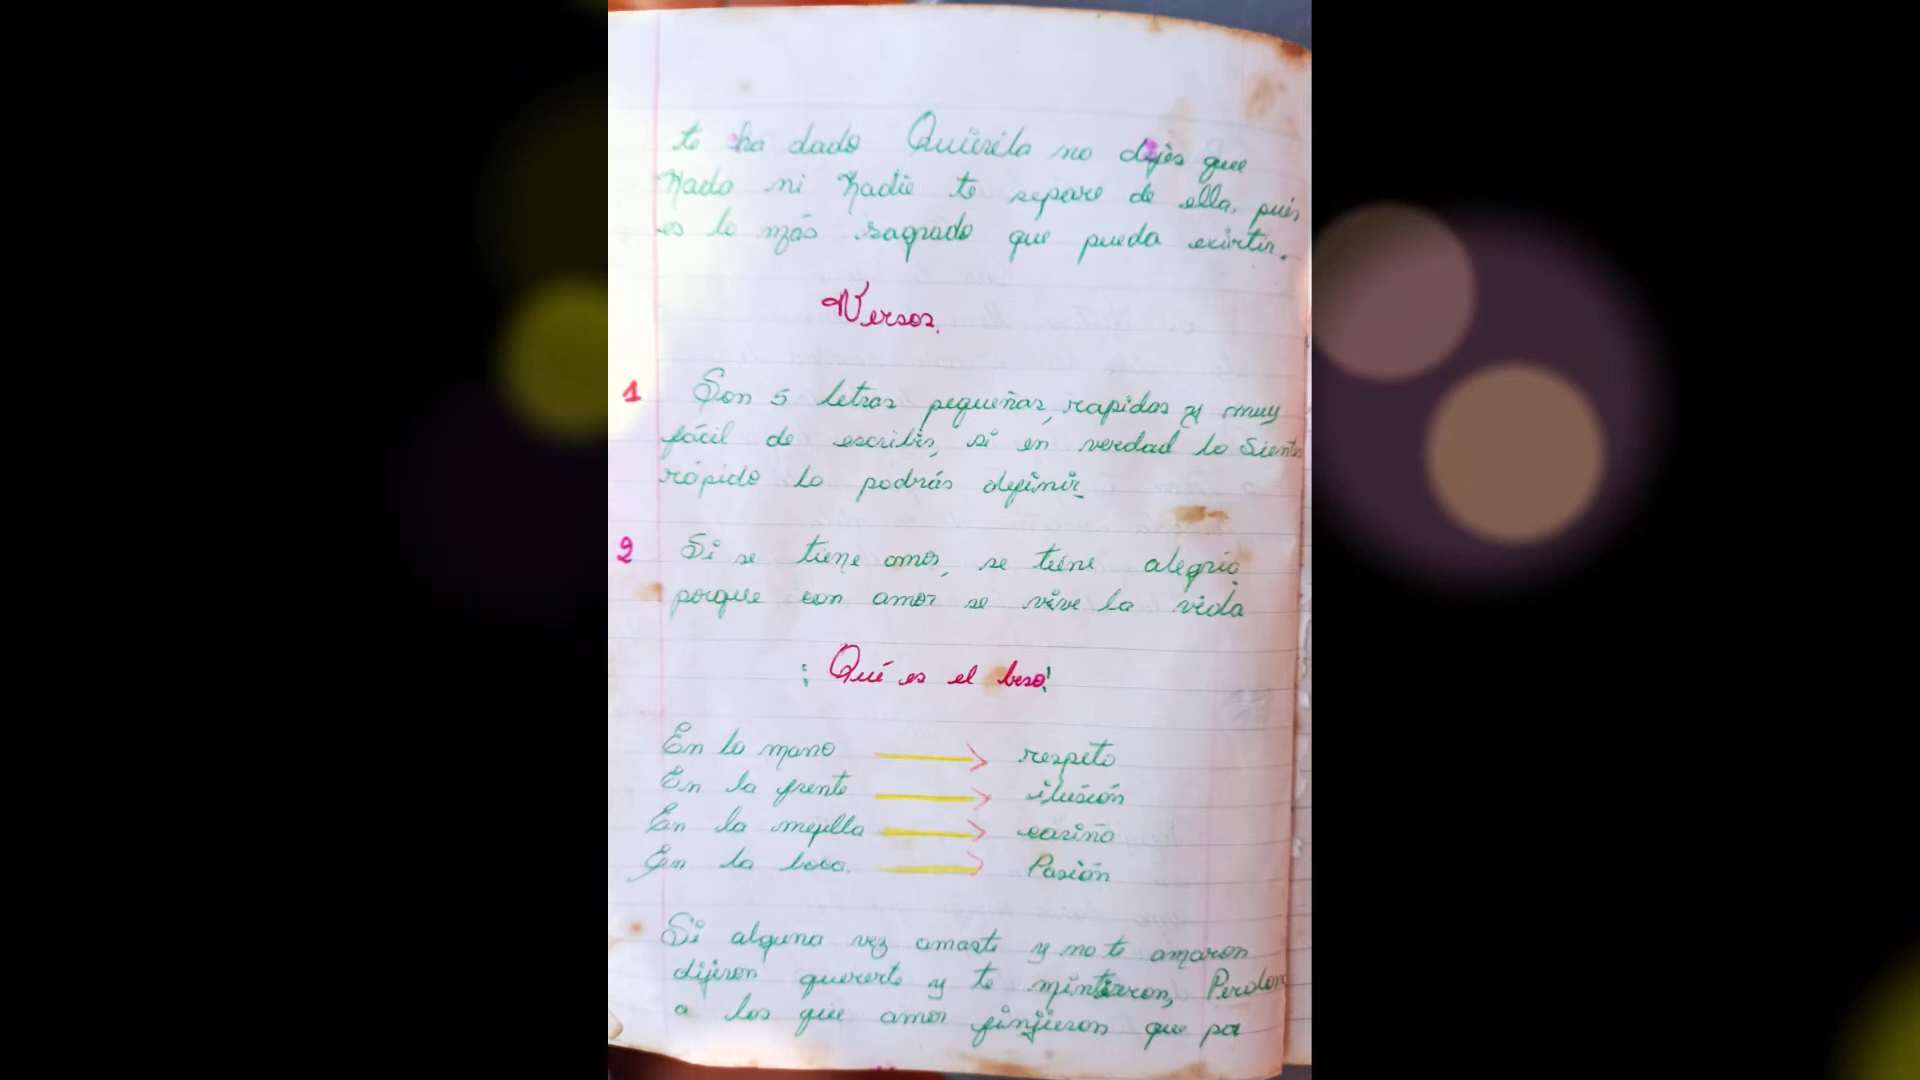 te ha dado Quierela no dejes que
Nada ni Nadie te separe de ella, pues
es lo más sagrado que pueda existir.
Versos.
1 Son 5 letras pequeñas, rapidas y muy
fácil de escribir, si en verdad lo sientes
rápido lo podrás definir
2 Si se tiene amor, se tiene alegria
porque con amor se vive la vida
¡Qué es el beso!
En la mano → respeto
En la frente → ilusión
En la mejilla → cariño
En la boca. → Pasión
Si alguna vez amaste y no te amaron
dijeron quererte y te mintieron, Perdona
a los que amor finjieron que por